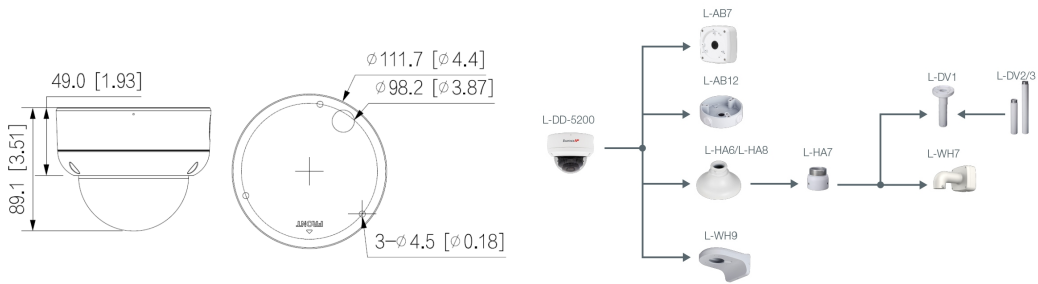 49.0 [1.93]
89.1 [3.51]
⌀111.7 [⌀4.4]
⌀98.2 [⌀3.87]
FRONT
3-⌀4.5 [⌀0.18]
L-DD-5200
L-AB7
L-AB12
L-HA6/L-HA8
L-HA7
L-DV1
L-DV2/3
L-WH7
L-WH9